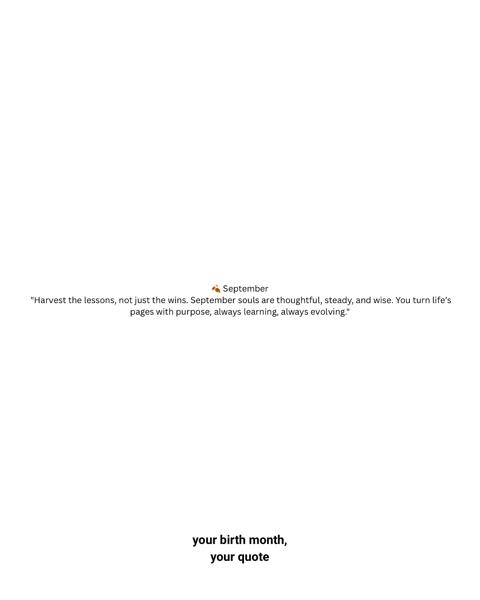 🍂 September
"Harvest the lessons, not just the wins. September souls are thoughtful, steady, and wise. You turn life's
pages with purpose, always learning, always evolving."
your birth month,
your quote